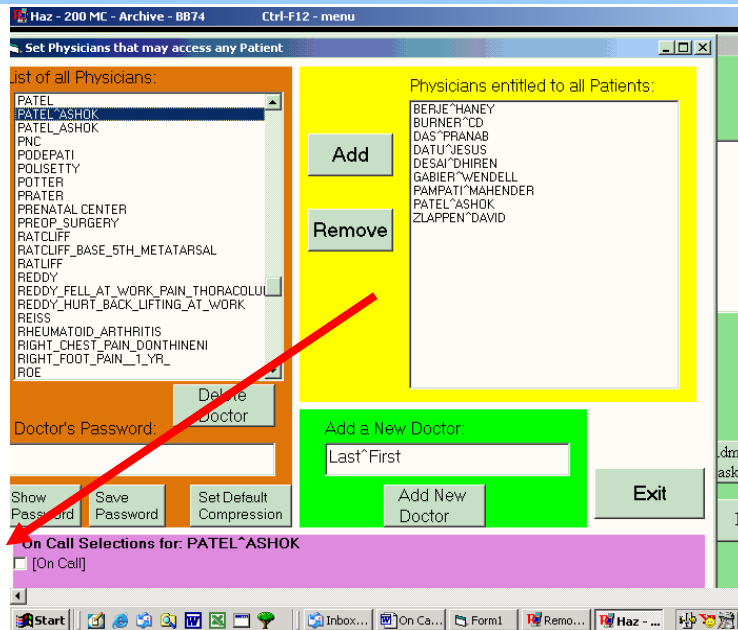 Haz - 200 MC - Archive - BB74 Ctrl-F12 - menu
Set Physicians that may access any Patient
List of all Physicians:
PATEL
PATEL^ASHOK
PATEL_ASHOK
PNC
PODEPATI
POLISETTY
POTTER
PRATER
PRENATAL CENTER
PREOP_SURGERY
RATCLIFF
RATCLIFF_BASE_5TH_METATARSAL
RATLIFF
REDDY
REDDY_FELL_AT_WORK_PAIN_THORACOLU
REDDY_HURT_BACK_LIFTING_AT_WORK
REISS
RHEUMATOID_ARTHRITIS
RIGHT_CHEST_PAIN_DONTHINENI
RIGHT_FOOT_PAIN__1_YR_
ROE
Add
Remove
Physicians entitled to all Patients:
BERJE^HANEY
BURNER^CD
DAS^PRANAB
DATU^JESUS
DESAI^DHIREN
GABIER^WENDELL
PAMPATI^MAHENDER
PATEL^ASHOK
ZLAPPEN^DAVID
Delete
Doctor
Doctor's Password:
Show
Password
Save
Password
Set Default
Compression
Add a New Doctor:
Last^First
Add New
Doctor
Exit
dm
ask
On Call Selections for: PATEL^ASHOK
[On Call]
Start
Inbox...
On Ca...
Form1
Remo...
Haz - ...